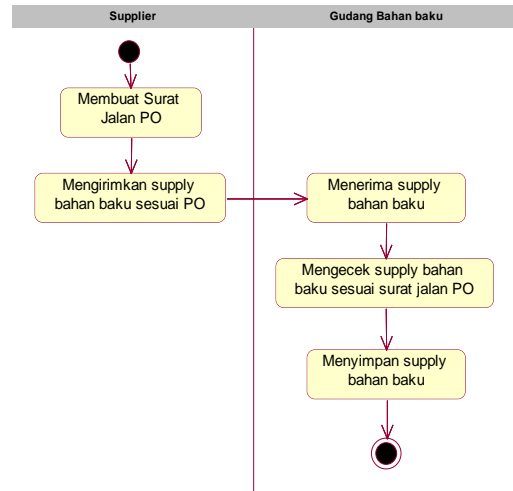 Supplier
Gudang Bahan baku
Membuat Surat
Jalan PO
Mengirimkan supply
bahan baku sesuai PO
Menerima supply
bahan baku
Mengecek supply bahan
baku sesuai surat jalan PO
Menyimpan supply
bahan baku